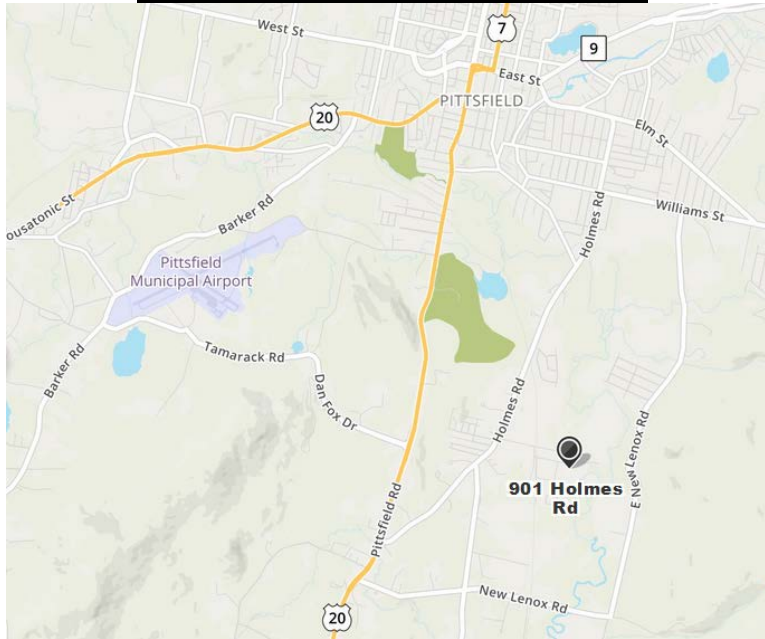 7
West St
9
East St
PITTSFIELD
20
Elm St
ousatonic St
Barker Rd
Williams St
Holmes Rd
Pittsfield
Municipal Airport
Tamarack Rd
Barker Rd
Dan Fox Dr
Holmes Rd
E New Lenox Rd
901 Holmes
Rd
Pittsfield Rd
New Lenox Rd
20